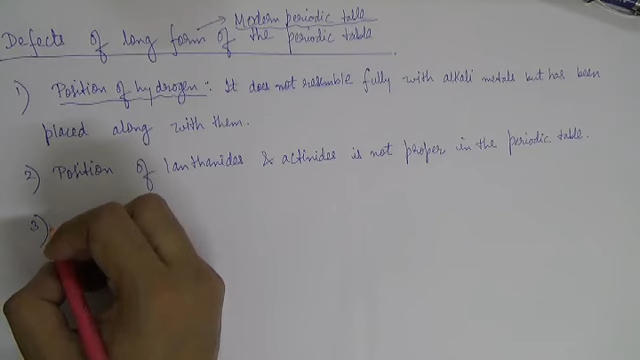 Modern periodic table
Defects of long form of the periodic table
1) Position of hydrogen :- It does not resemble fully with alkali metals but has been
placed along with them.
2) Position of lanthanides & actinides is not proper in the periodic table.
3)